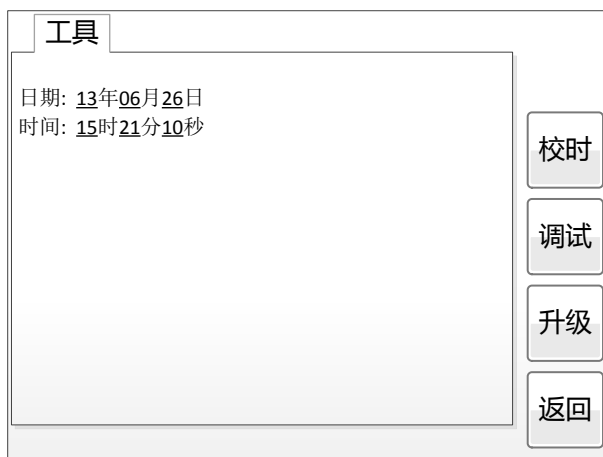 工具
日期: 13年06月26日
时间: 15时21分10秒
校时
调试
升级
返回